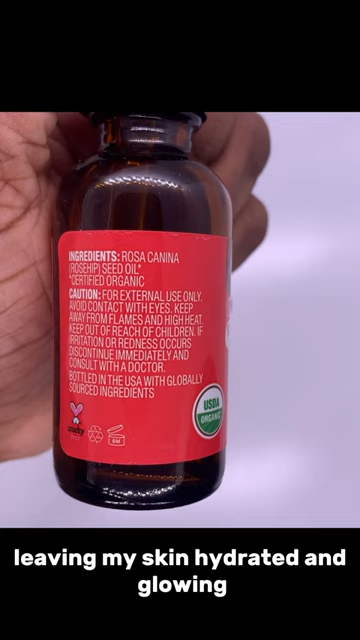 INGREDIENTS: ROSA CANINA
(ROSEHIP) SEED OIL*
*CERTIFIED ORGANIC
CAUTION: FOR EXTERNAL USE ONLY.
AVOID CONTACT WITH EYES. KEEP
AWAY FROM FLAMES AND HIGH HEAT.
KEEP OUT OF REACH OF CHILDREN. IF
IRRITATION OR REDNESS OCCURS
DISCONTINUE IMMEDIATELY AND
CONSULT WITH A DOCTOR.
BOTTLED IN THE USA WITH GLOBALLY
SOURCED INGREDIENTS
USDA
ORGANIC
cruelty
FREE
6M
leaving my skin hydrated and
glowing